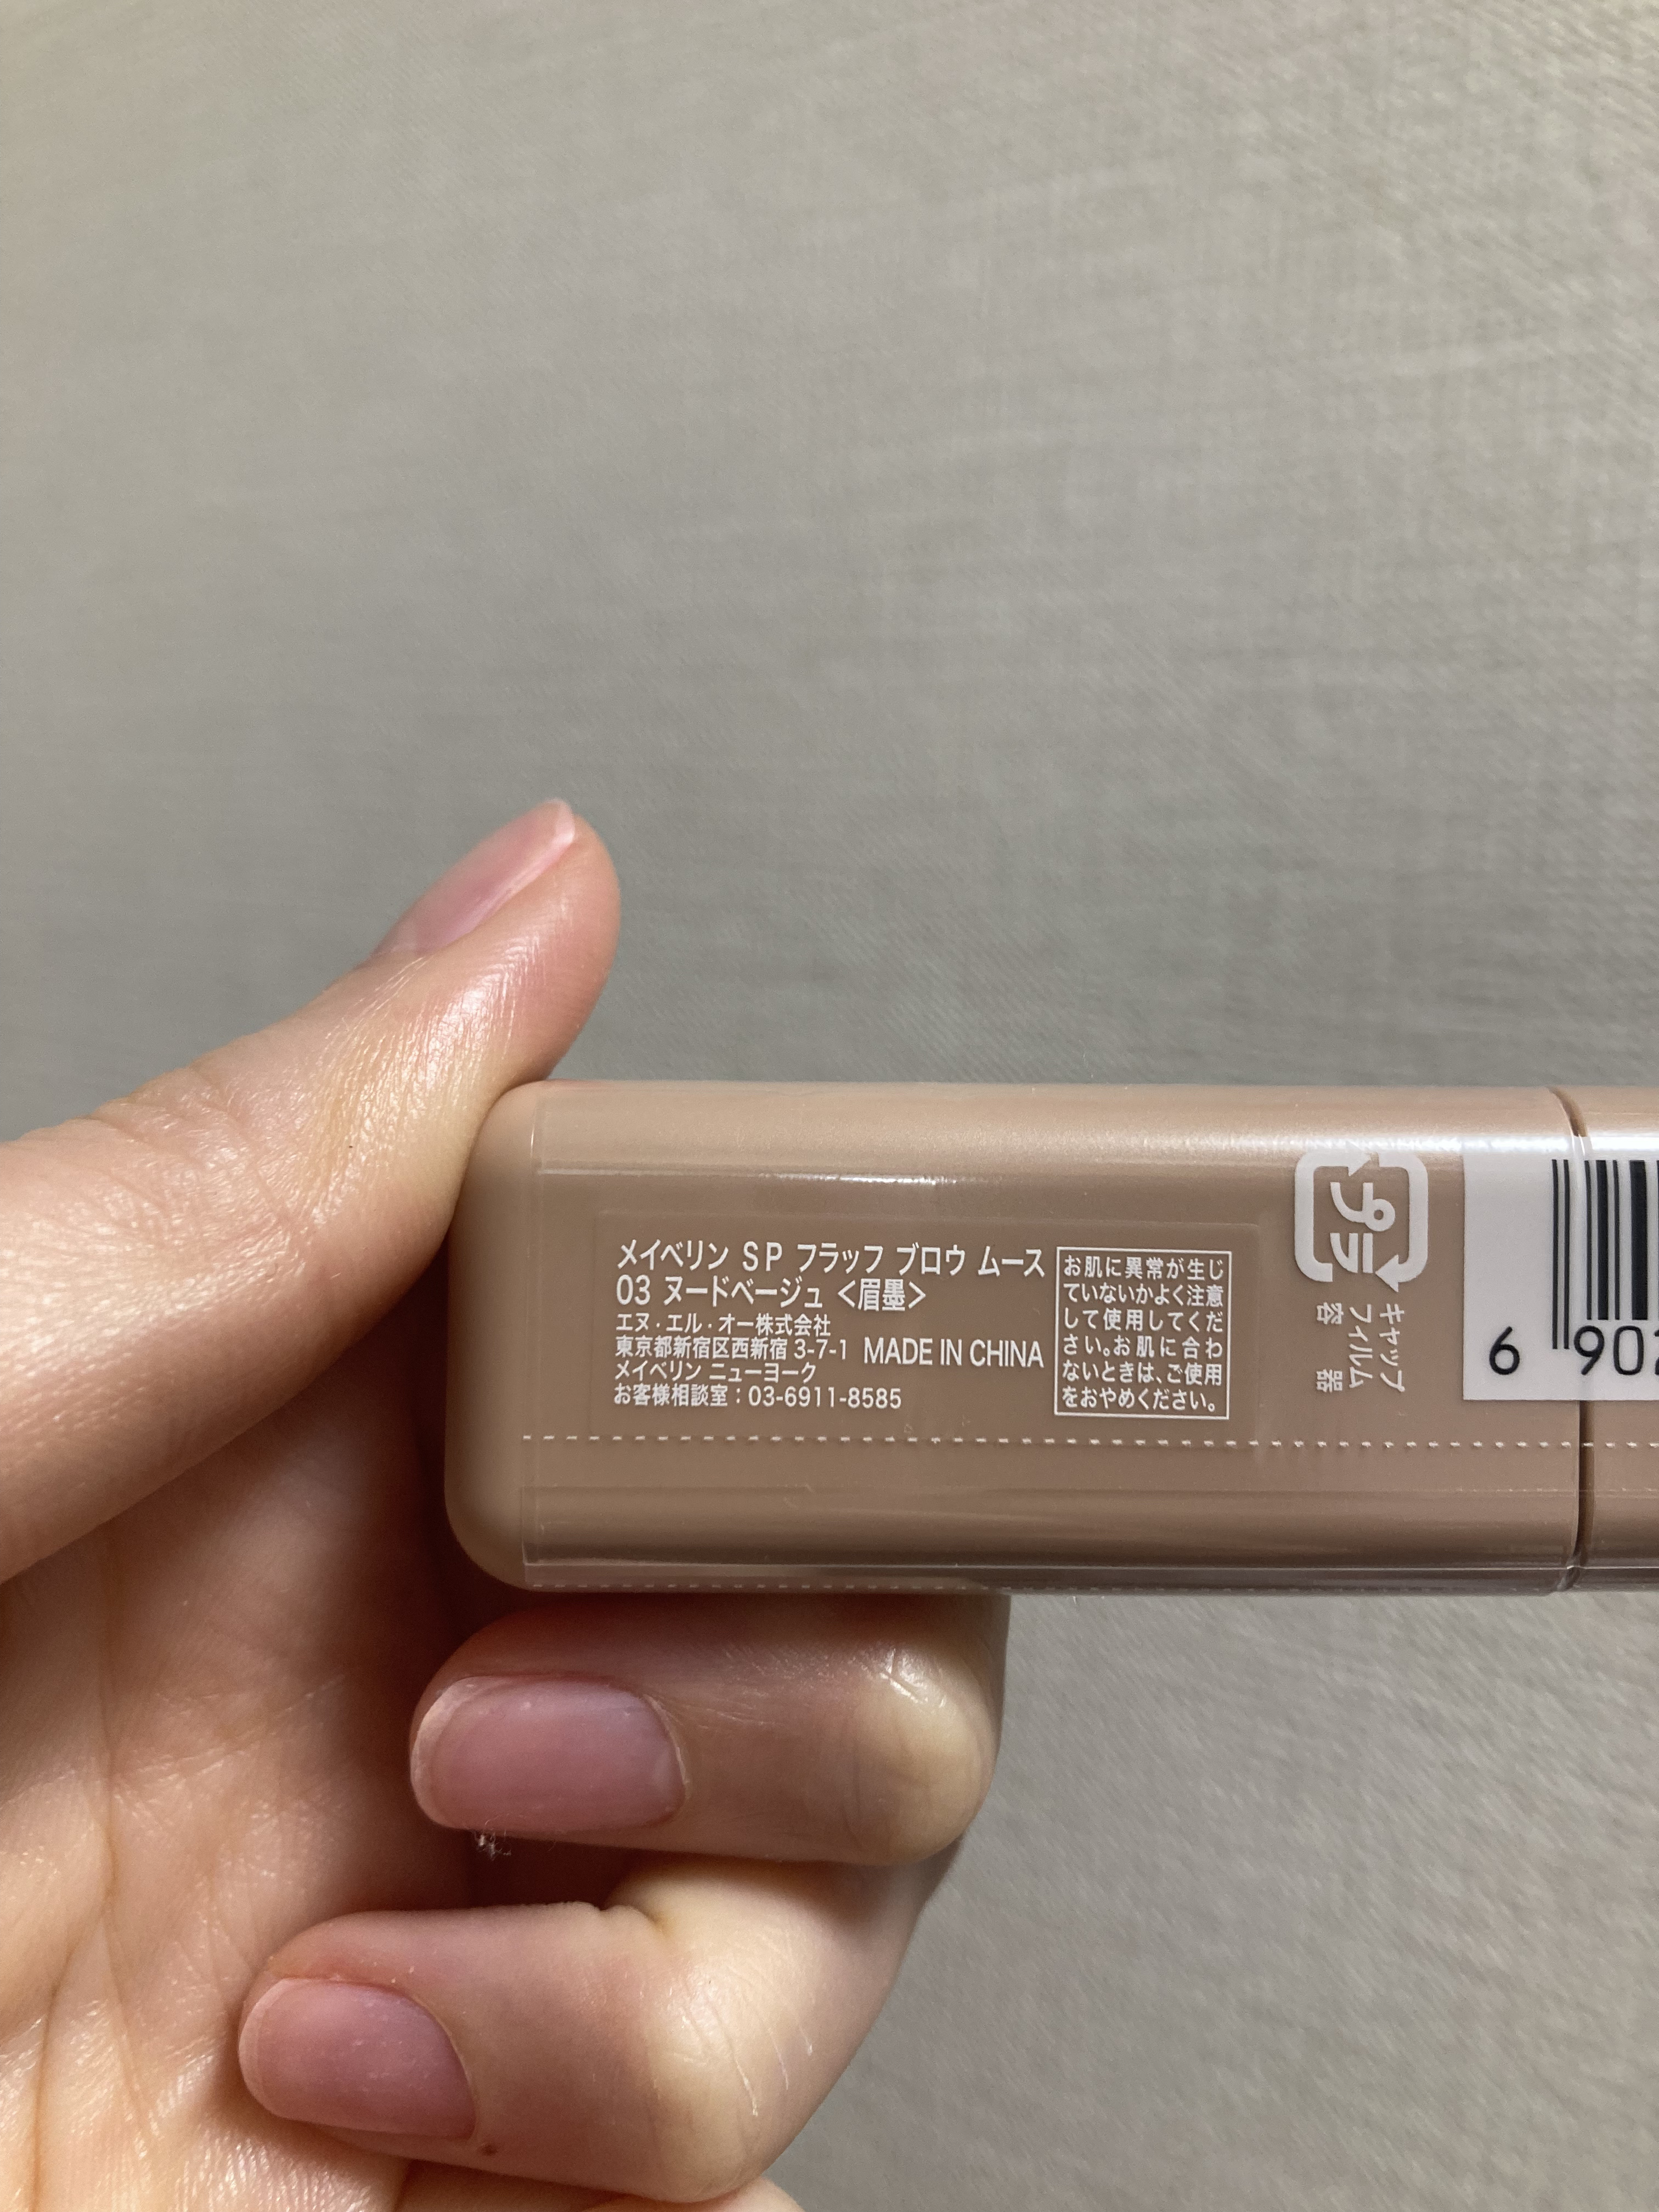 メイベリン SP フラッフ ブロウ ムース
03 ヌードベージュ <眉墨>
エヌ・エル・オー株式会社
東京都新宿区西新宿 3-7-1 MADE IN CHINA
メイベリン ニューヨーク
お客様相談室：03-6911-8585
お肌に異常が生じ
ていないかよく注意
して使用してくだ
さい。お肌に合わ
ないときは、ご使用
をおやめください。
プラ
キャップ
フィルム
容器
6 902